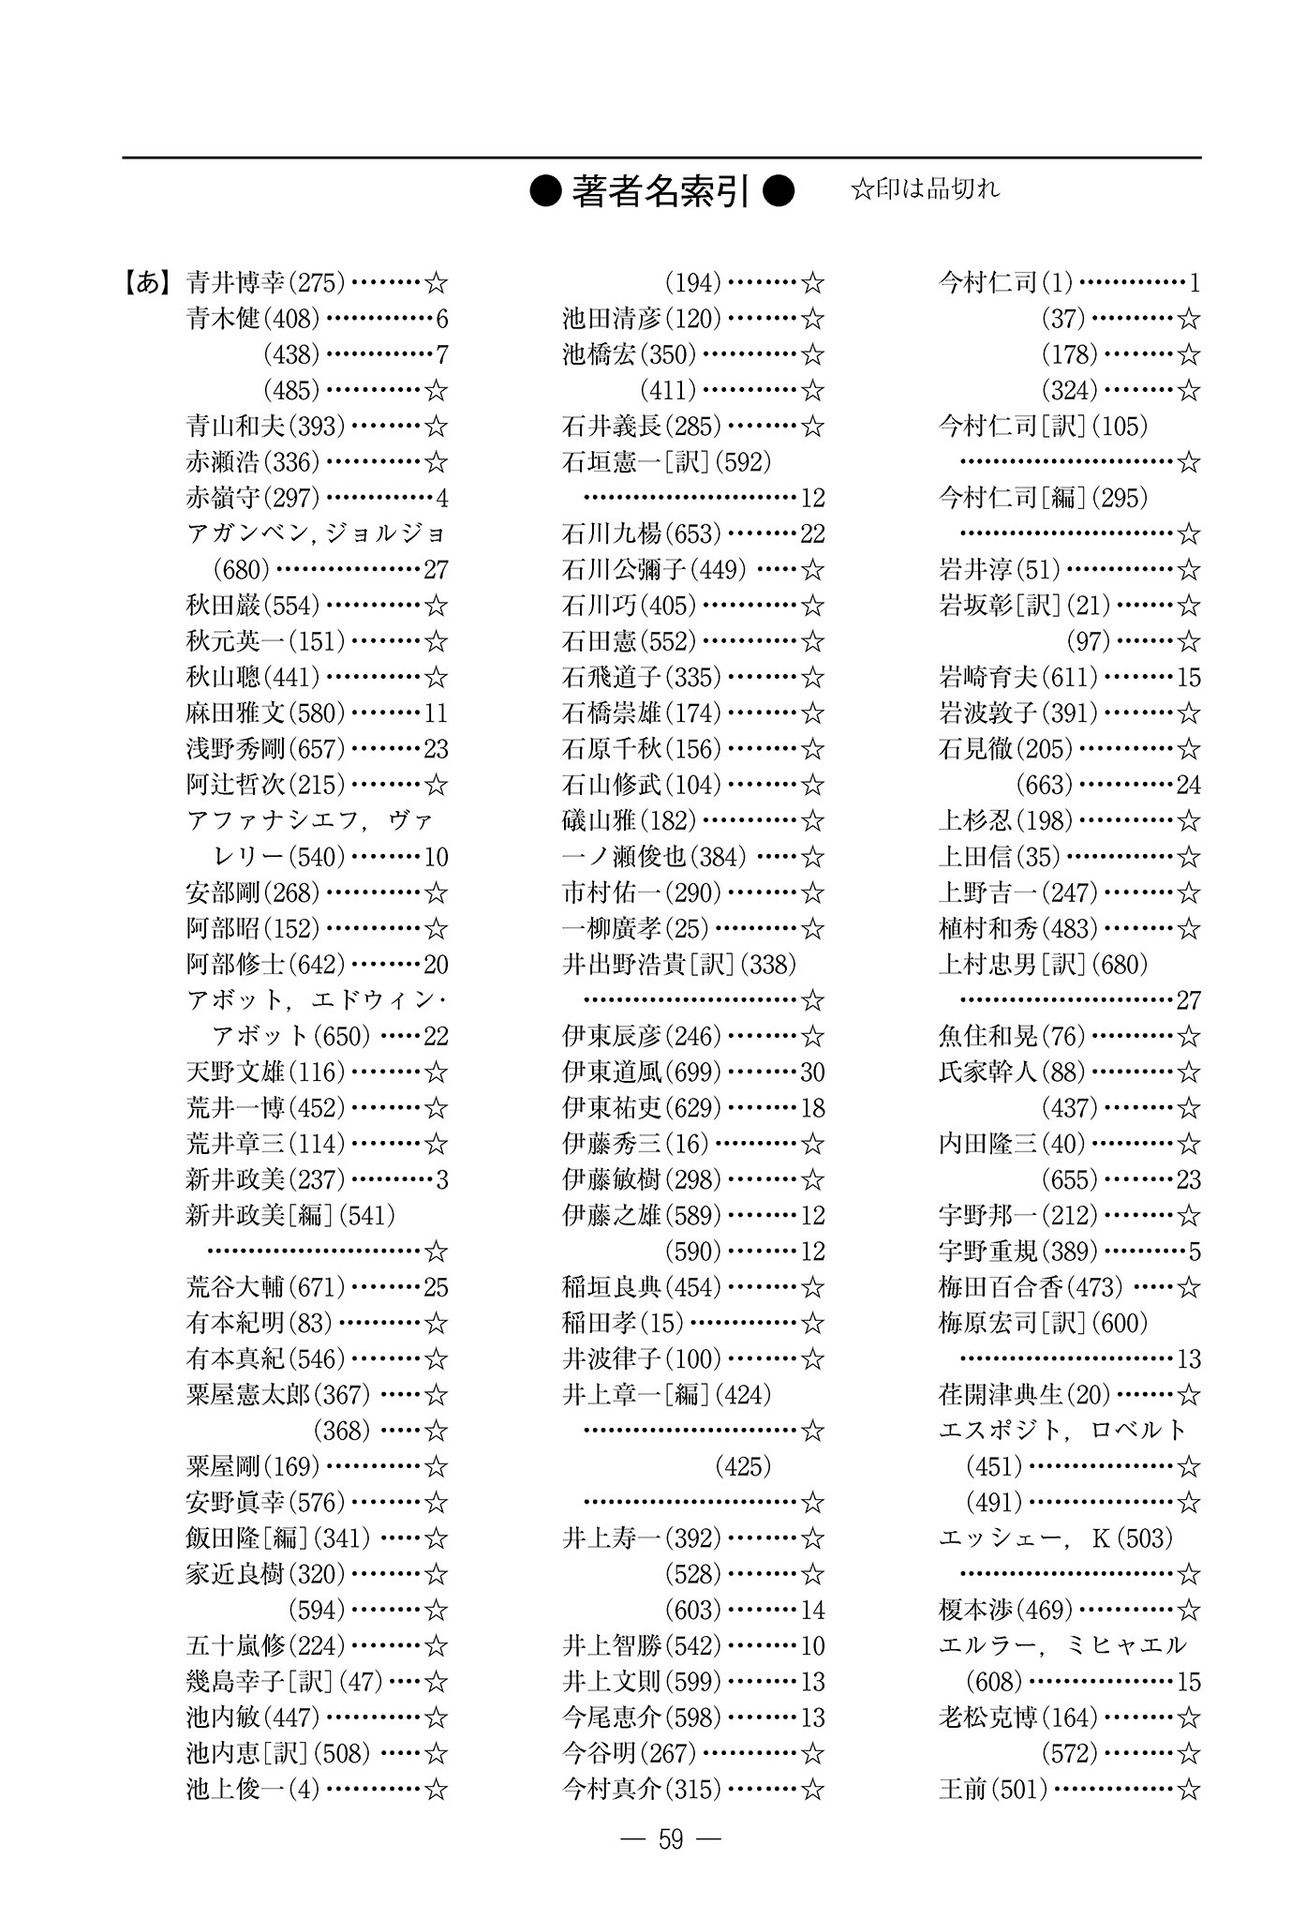 ●著者名索引● ☆印は品切れ
【あ】青井博幸(275)………☆
青木健(408)…………6
(438)…………7
(485)…………☆
青山和夫(393)………☆
赤瀬浩(336)…………☆
赤嶺守(297)…………4
アガンベン,ジョルジョ
(680)………………27
秋田巌(554)…………☆
秋元英一(151)………☆
秋山聰(441)…………☆
麻田雅文(580)………11
浅野秀剛(657)………23
阿辻哲次(215)………☆
アファナシエフ，ヴァ
レリー(540)………10
安部剛(268)…………☆
阿部昭(152)…………☆
阿部修士(642)………20
アボット，エドウィン・
アボット(650)……22
天野文雄(116)………☆
荒井一博(452)………☆
荒井章三(114)………☆
新井政美(237)…………3
新井政美[編](541)
………………………☆
荒谷大輔(671)………25
有本紀明(83)…………☆
有本真紀(546)………☆
粟屋憲太郎(367)……☆
(368)……☆
粟屋剛(169)…………☆
安野眞幸(576)………☆
飯田隆[編](341)……☆
家近良樹(320)………☆
(594)………☆
五十嵐修(224)………☆
幾島幸子[訳](47)……☆
池内敏(447)…………☆
池内恵[訳](508)……☆
池上俊一(4)…………☆
(194)………☆
池田清彦(120)………☆
池橋宏(350)…………☆
(411)…………☆
石井義長(285)………☆
石垣憲一[訳](592)
………………………12
石川九楊(653)………22
石川公彌子(449)……☆
石川巧(405)…………☆
石田憲(552)…………☆
石飛道子(335)………☆
石橋崇雄(174)………☆
石原千秋(156)………☆
石山修武(104)………☆
礒山雅(182)…………☆
一ノ瀬俊也(384)……☆
市村佑一(290)………☆
一柳廣孝(25)…………☆
井出野浩貴[訳](338)
………………………☆
伊東辰彦(246)………☆
伊東道風(699)………30
伊東祐吏(629)………18
伊藤秀三(16)…………☆
伊藤敏樹(298)………☆
伊藤之雄(589)………12
(590)………12
稲垣良典(454)………☆
稲田孝(15)……………☆
井波律子(100)………☆
井上章一[編](424)
………………………☆
(425)
………………………☆
井上寿一(392)………☆
(528)………☆
(603)………14
井上智勝(542)………10
井上文則(599)………13
今尾恵介(598)………13
今谷明(267)…………☆
今村真介(315)………☆
今村仁司(1)……………1
(37)…………☆
(178)………☆
(324)………☆
今村仁司[訳](105)
………………………☆
今村仁司[編](295)
………………………☆
岩井淳(51)……………☆
岩坂彰[訳](21)………☆
(97)………☆
岩崎育夫(611)………15
岩波敦子(391)………☆
石見徹(205)…………☆
(663)…………24
上杉忍(198)…………☆
上田信(35)……………☆
上野吉一(247)………☆
植村和秀(483)………☆
上村忠男[訳](680)
………………………27
魚住和晃(76)…………☆
氏家幹人(88)…………☆
(437)………☆
内田隆三(40)…………☆
(655)………23
宇野邦一(212)………☆
宇野重規(389)…………5
梅田百合香(473)……☆
梅原宏司[訳](600)
………………………13
荏開津典生(20)………☆
エスポジト，ロベルト
(451)………………☆
(491)………………☆
エッシェー，K(503)
………………………☆
榎本渉(469)…………☆
エルラー，ミヒャエル
(608)………………15
老松克博(164)………☆
(572)………☆
王前(501)……………☆
― 59 ―